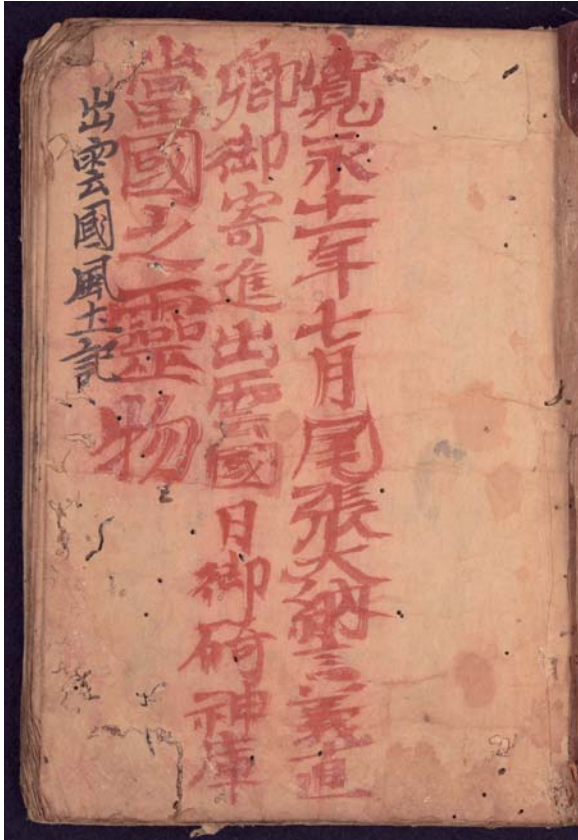 寛永十一年七月尾張大納言義直
卿御寄進出雲國日御碕神庫
當國之靈物
出雲國風土記